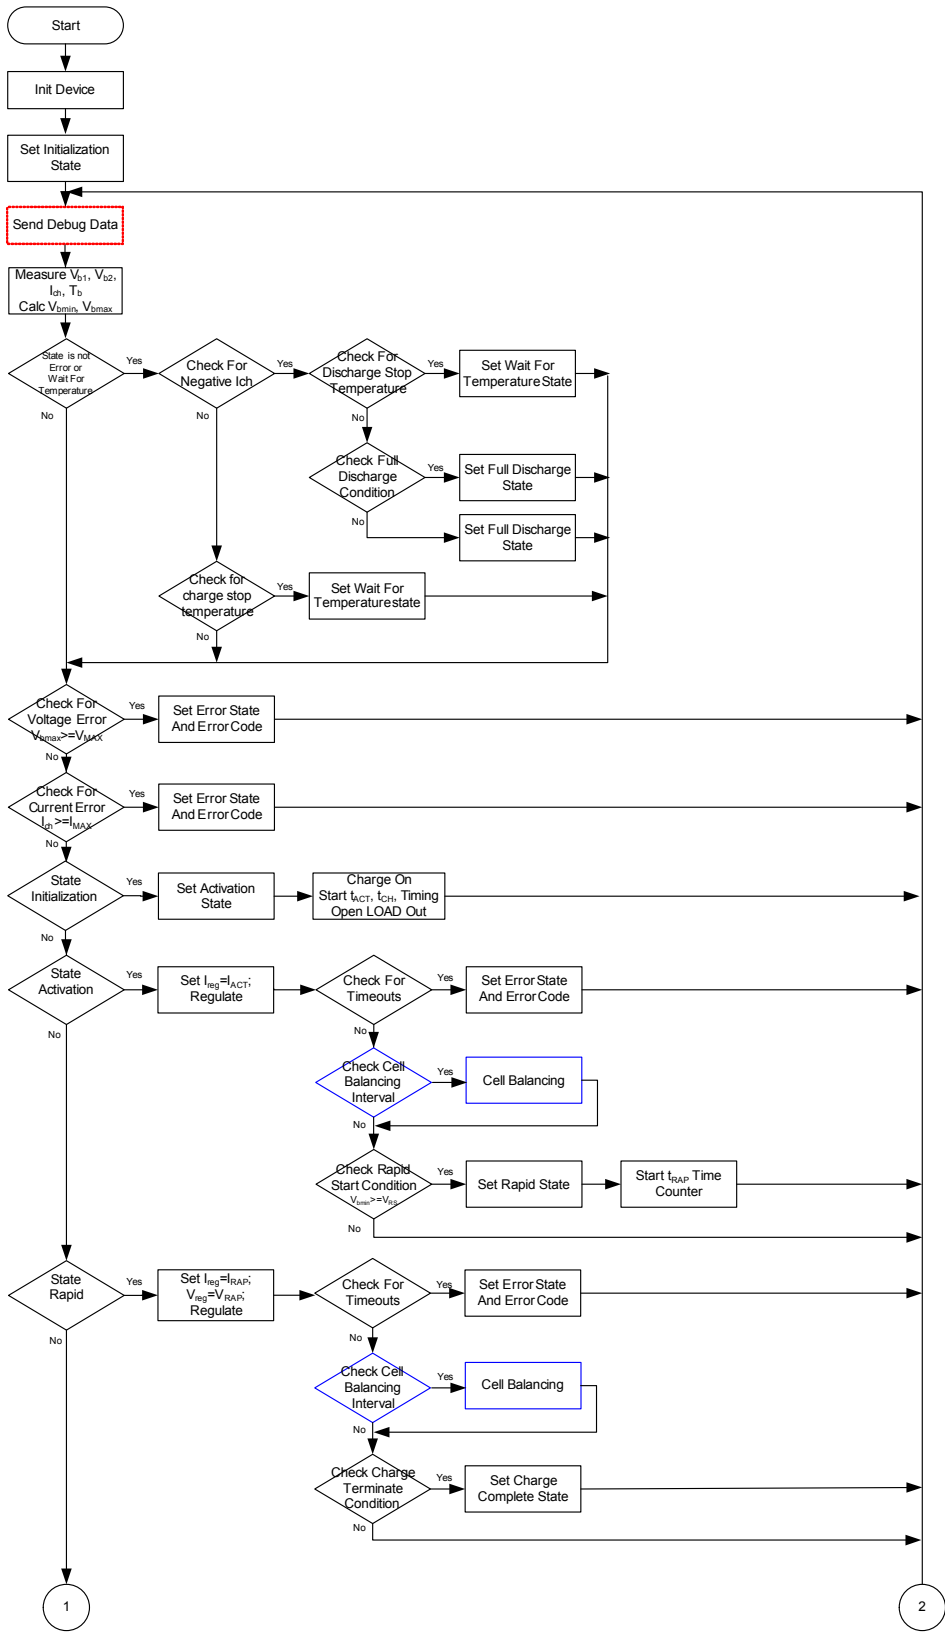 Start
Init Device
Set Initialization
State
Send Debug Data
Measure Vb1, Vb2,
Ich, Tb
Calc Vbmin, Vbmax
State is not
Error or
Wait For
Temperature
Yes
No
Check For
Negative Ich
Yes
No
Check For
Discharge Stop
Temperature
Yes
No
Set Wait For
Temperature State
Check Full
Discharge
Condition
Yes
No
Set Full Discharge
State
Set Full Discharge
State
Check for
charge stop
temperature
Yes
No
Set Wait For
Temperature state
Check For
Voltage Error
Vbmax>=VMAX
Yes
No
Set Error State
And Error Code
Check For
Current Error
Ich >=IMAX
Yes
No
Set Error State
And Error Code
State
Initialization
Yes
No
Set Activation
State
Charge On
Start tACT, tCH, Timing
Open LOAD Out
State
Activation
Yes
No
Set Ireg=IACT;
Regulate
Check For
Timeouts
Yes
No
Set Error State
And Error Code
Check Cell
Balancing
Interval
Yes
No
Cell Balancing
Check Rapid
Start Condition
Vbmin>=VRS
Yes
No
Set Rapid State
Start tRAP Time
Counter
State
Rapid
Yes
No
Set Ireg=IRAP;
Vreg=VRAP;
Regulate
Check For
Timeouts
Yes
No
Set Error State
And Error Code
Check Cell
Balancing
Interval
Yes
No
Cell Balancing
Check Charge
Terminate
Condition
Yes
No
Set Charge
Complete State
1
2